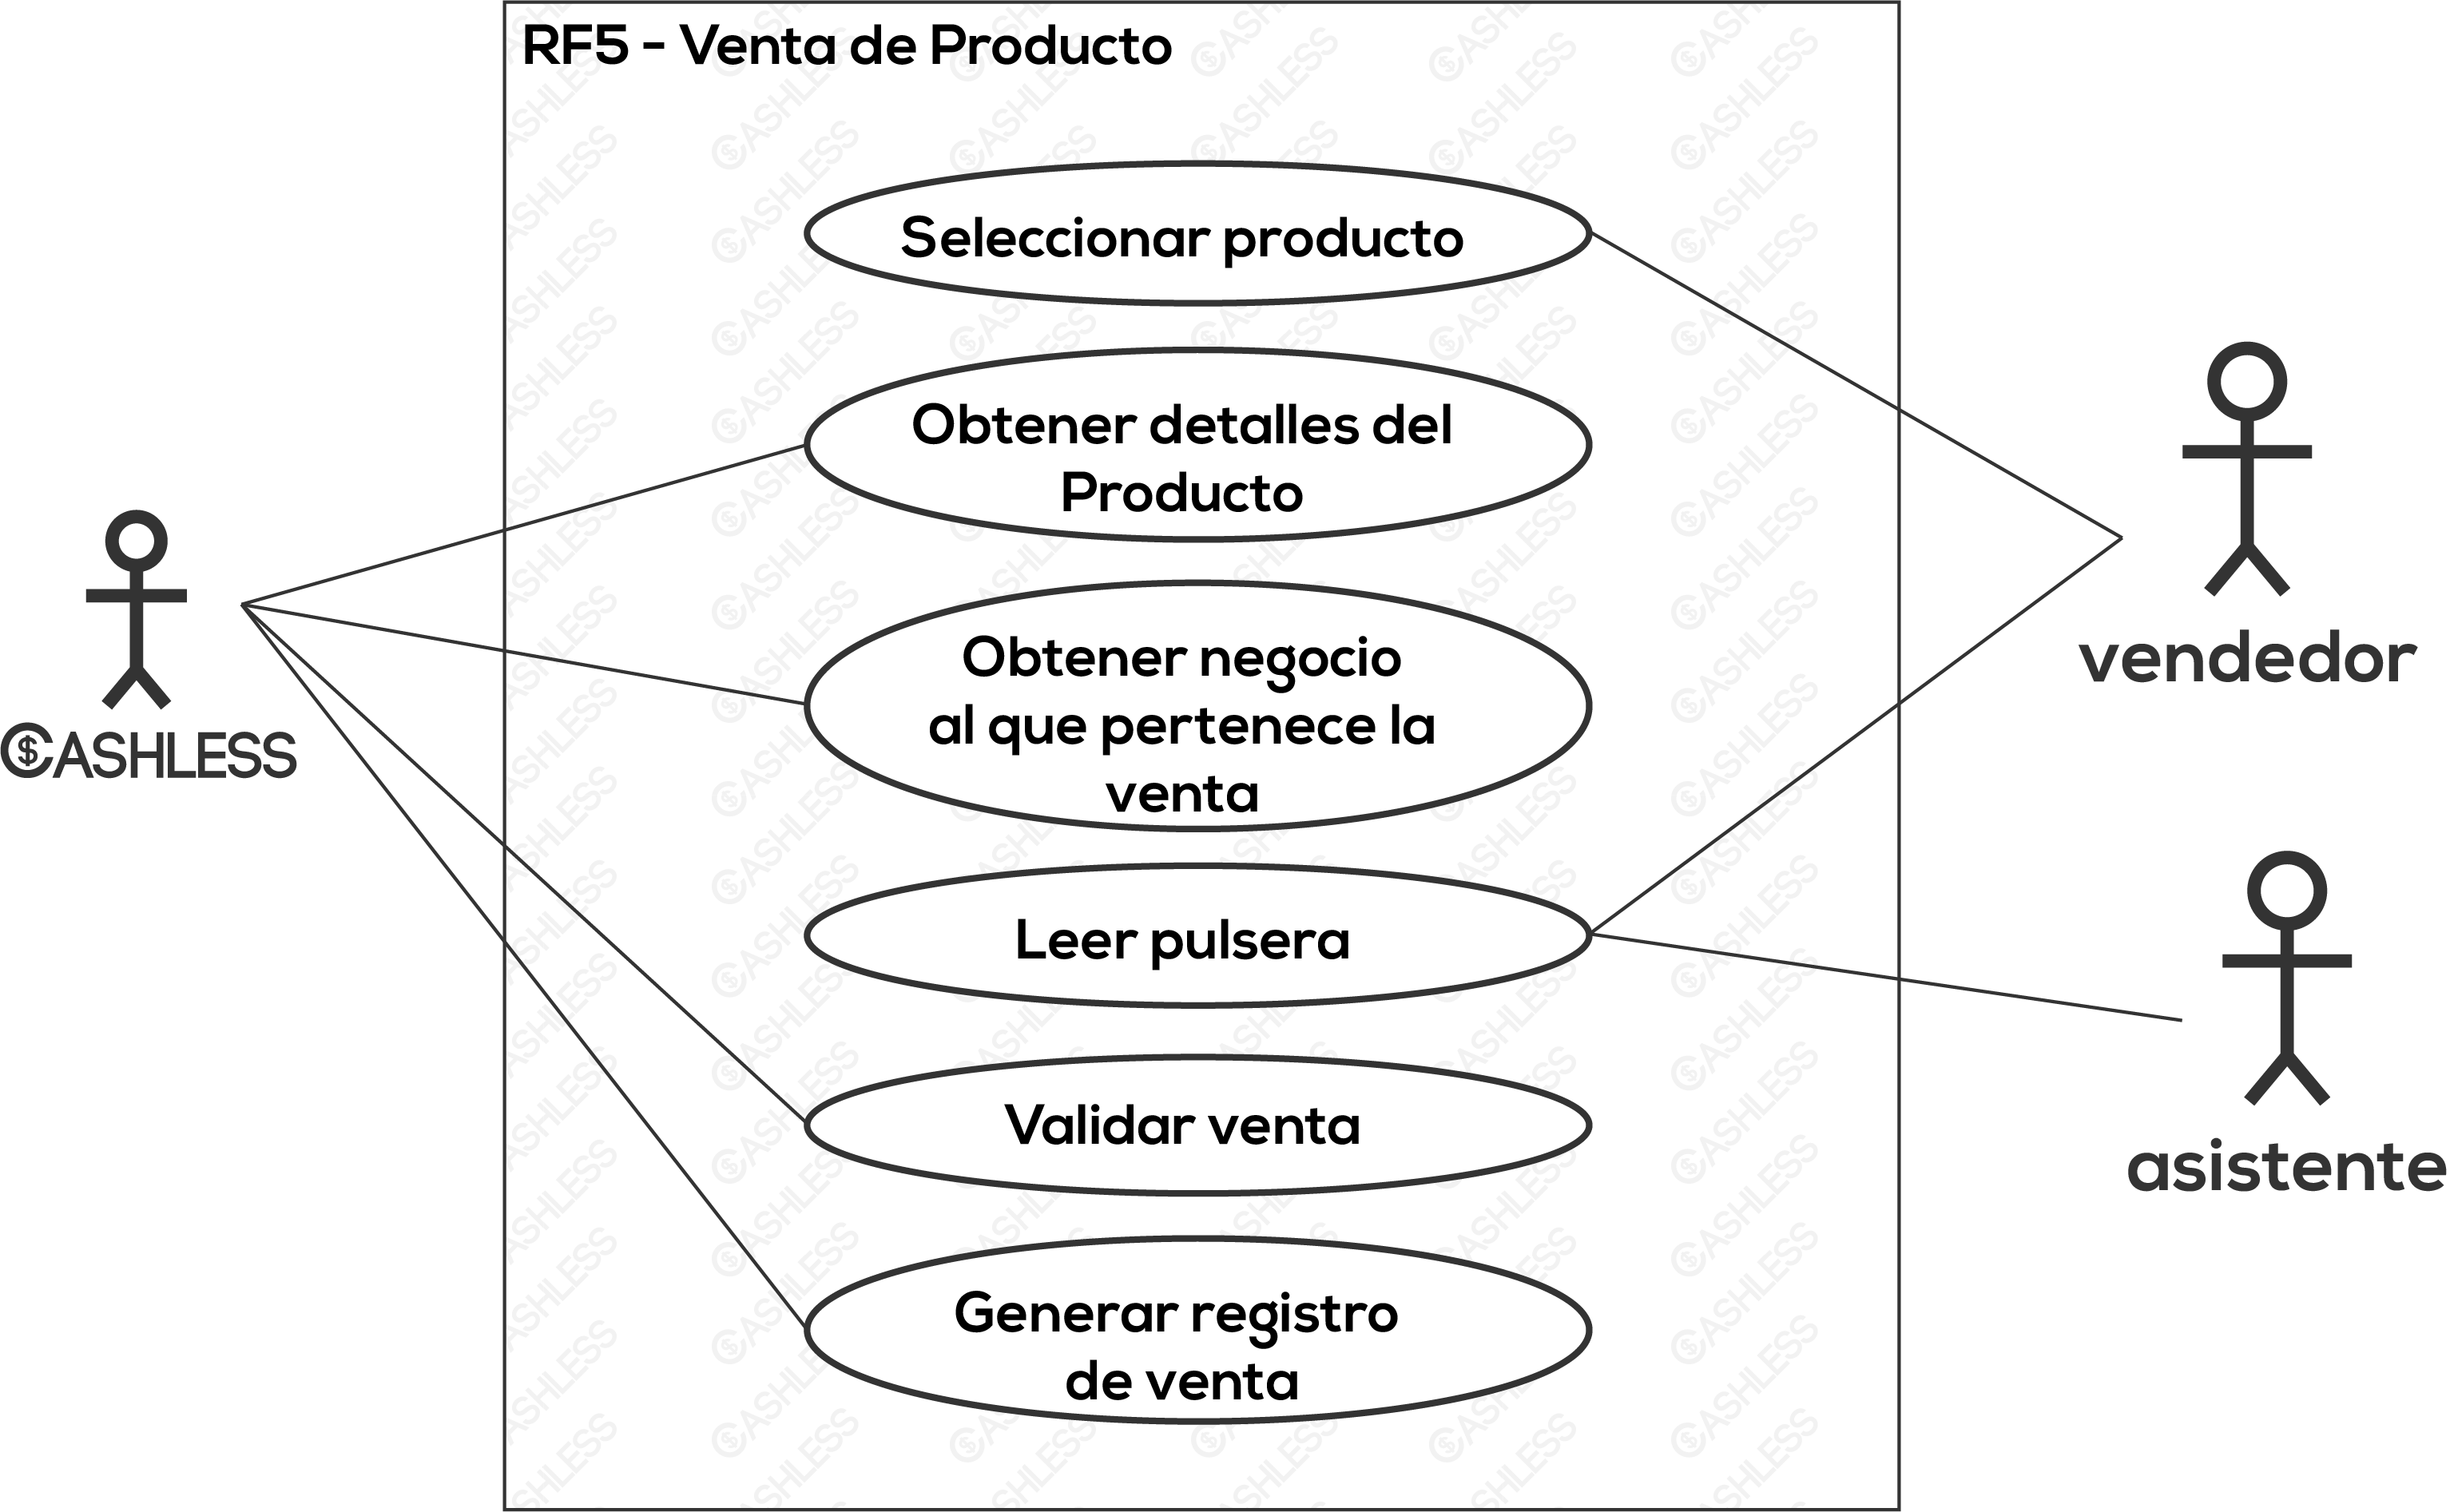 RF5 - Venta de Producto
Seleccionar producto
Obtener detalles del
Producto
Obtener negocio
al que pertenece la
venta
Leer pulsera
Validar venta
Generar registro
de venta
CASHLESS
vendedor
asistente